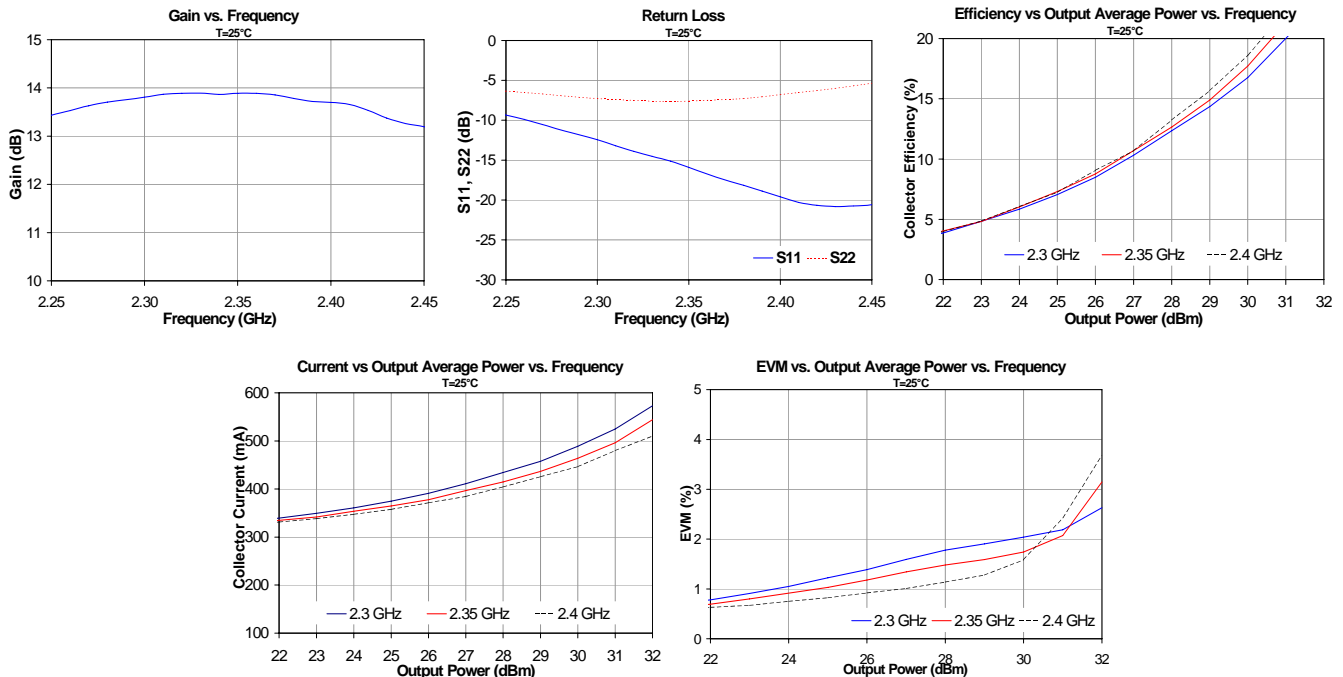 Gain vs. Frequency
T=25°C
15
14
13
12
11
10
Gain (dB)
2.25 2.30 2.35 2.40 2.45
Frequency (GHz)
Return Loss
T=25°C
0
-5
-10
-15
-20
-25
-30
S11, S22 (dB)
S11 S22
2.25 2.30 2.35 2.40 2.45
Frequency (GHz)
Efficiency vs Output Average Power vs. Frequency
T=25°C
20
15
10
5
0
Collector Efficiency (%)
2.3 GHz 2.35 GHz 2.4 GHz
22 23 24 25 26 27 28 29 30 31 32
Output Power (dBm)
Current vs Output Average Power vs. Frequency
T=25°C
600
500
400
300
200
100
Collector Current (mA)
2.3 GHz 2.35 GHz 2.4 GHz
22 23 24 25 26 27 28 29 30 31 32
Output Power (dBm)
EVM vs. Output Average Power vs. Frequency
T=25°C
5
4
3
2
1
0
EVM (%)
2.3 GHz 2.35 GHz 2.4 GHz
22 24 26 28 30 32
Output Power (dBm)